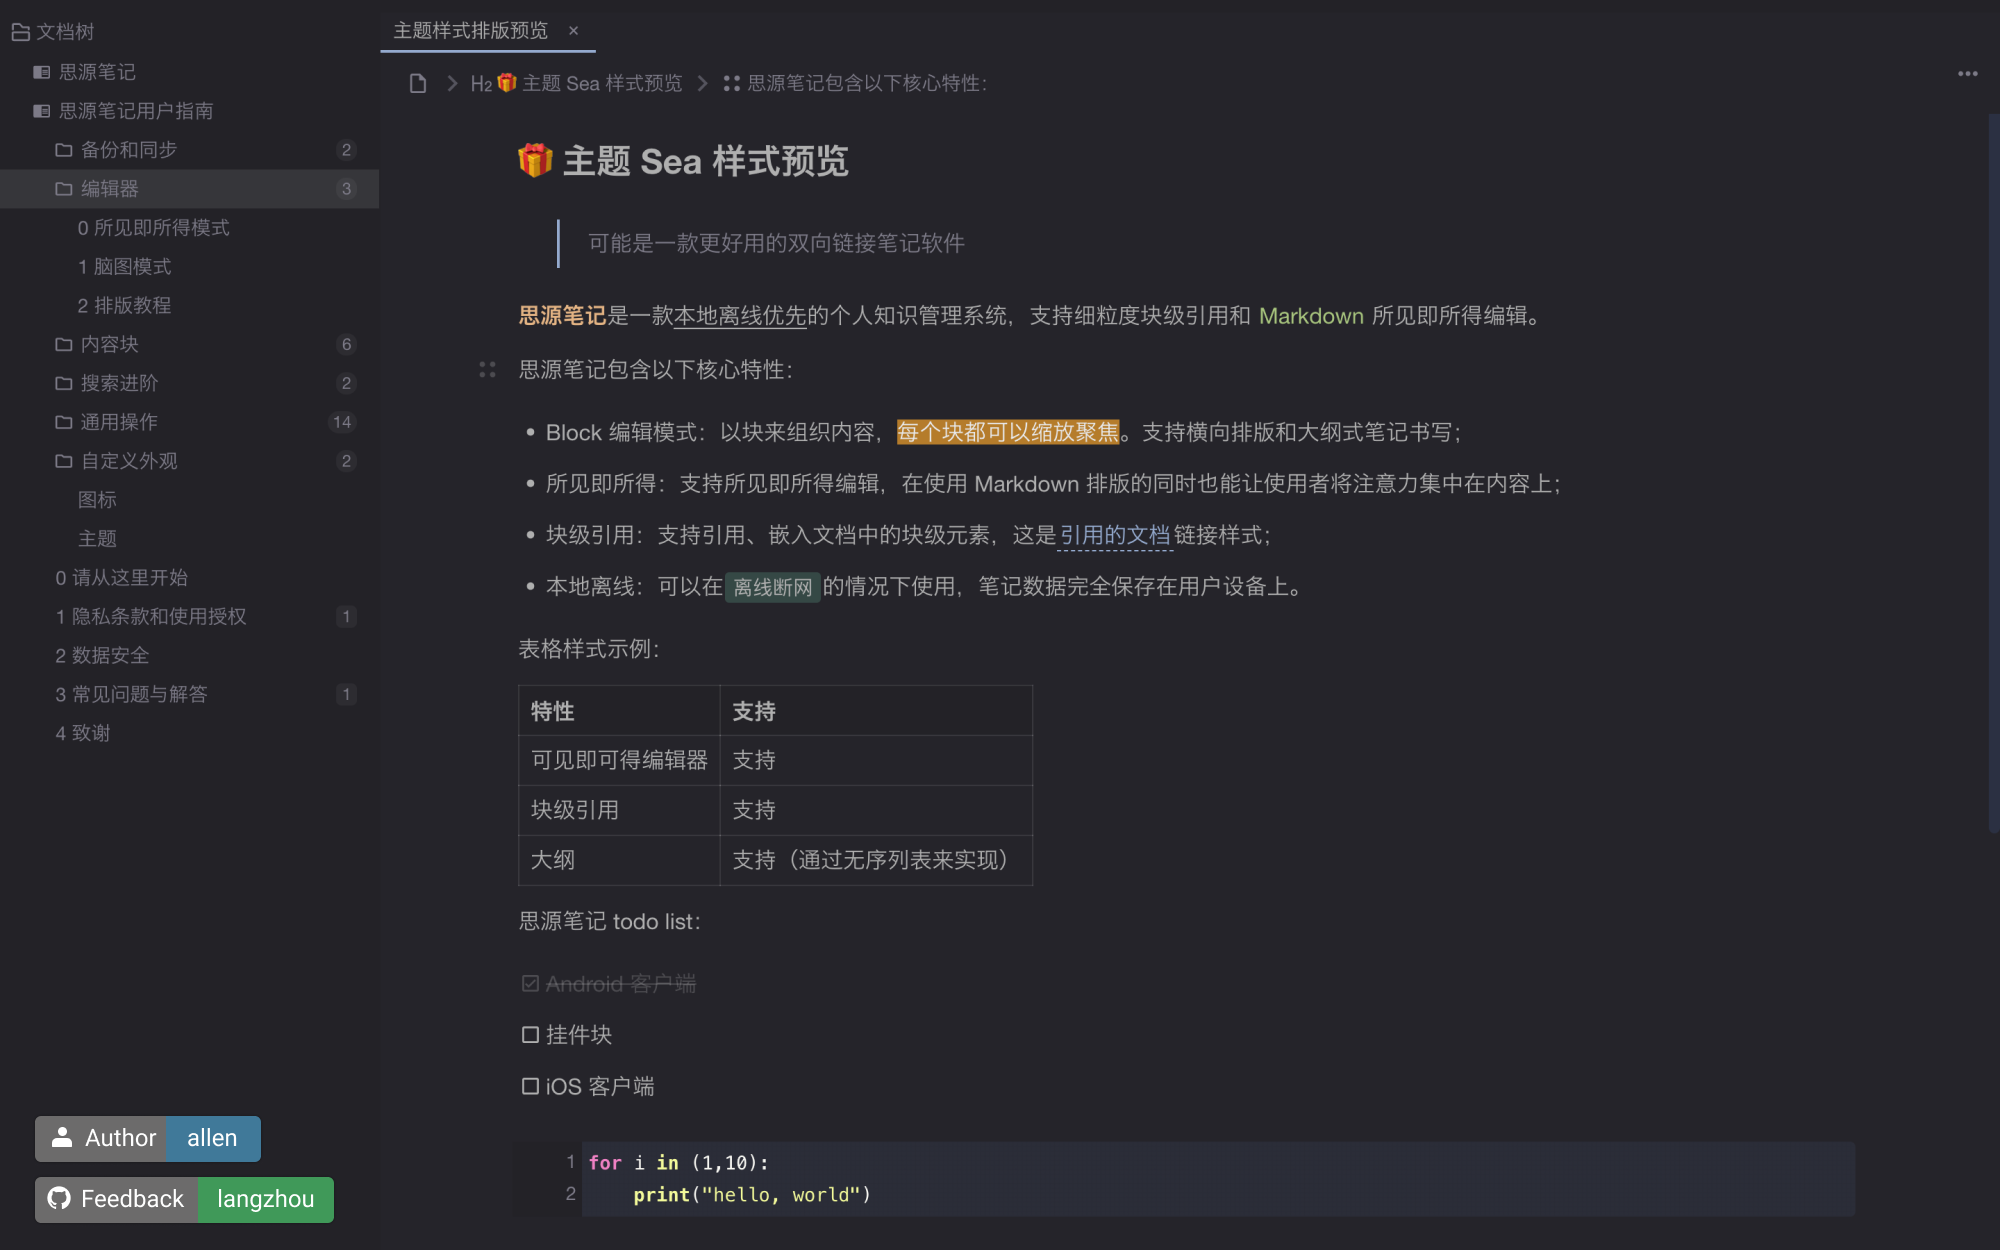 文档树
思源笔记
思源笔记用户指南
备份和同步 2
编辑器 3
0 所见即所得模式
1 脑图模式
2 排版教程
内容块 6
搜索进阶 2
通用操作 14
自定义外观 2
图标
主题
0 请从这里开始
1 隐私条款和使用授权 1
2 数据安全
3 常见问题与解答 1
4 致谢
Author allen
Feedback langzhou
主题样式排版预览 ×
H2 🎁 主题 Sea 样式预览 思源笔记包含以下核心特性：
🎁 主题 Sea 样式预览
可能是一款更好用的双向链接笔记软件
思源笔记是一款本地离线优先的个人知识管理系统，支持细粒度块级引用和 Markdown 所见即所得编辑。
思源笔记包含以下核心特性：
• Block 编辑模式：以块来组织内容，每个块都可以缩放聚焦。支持横向排版和大纲式笔记书写；
• 所见即所得：支持所见即所得编辑，在使用 Markdown 排版的同时也能让使用者将注意力集中在内容上；
• 块级引用：支持引用、嵌入文档中的块级元素，这是引用的文档链接样式；
• 本地离线：可以在离线断网的情况下使用，笔记数据完全保存在用户设备上。
表格样式示例：
特性 支持
可见即可得编辑器 支持
块级引用 支持
大纲 支持（通过无序列表来实现）
思源笔记 todo list：
Android 客户端
挂件块
iOS 客户端
1 for i in (1,10):
2 print("hello, world")